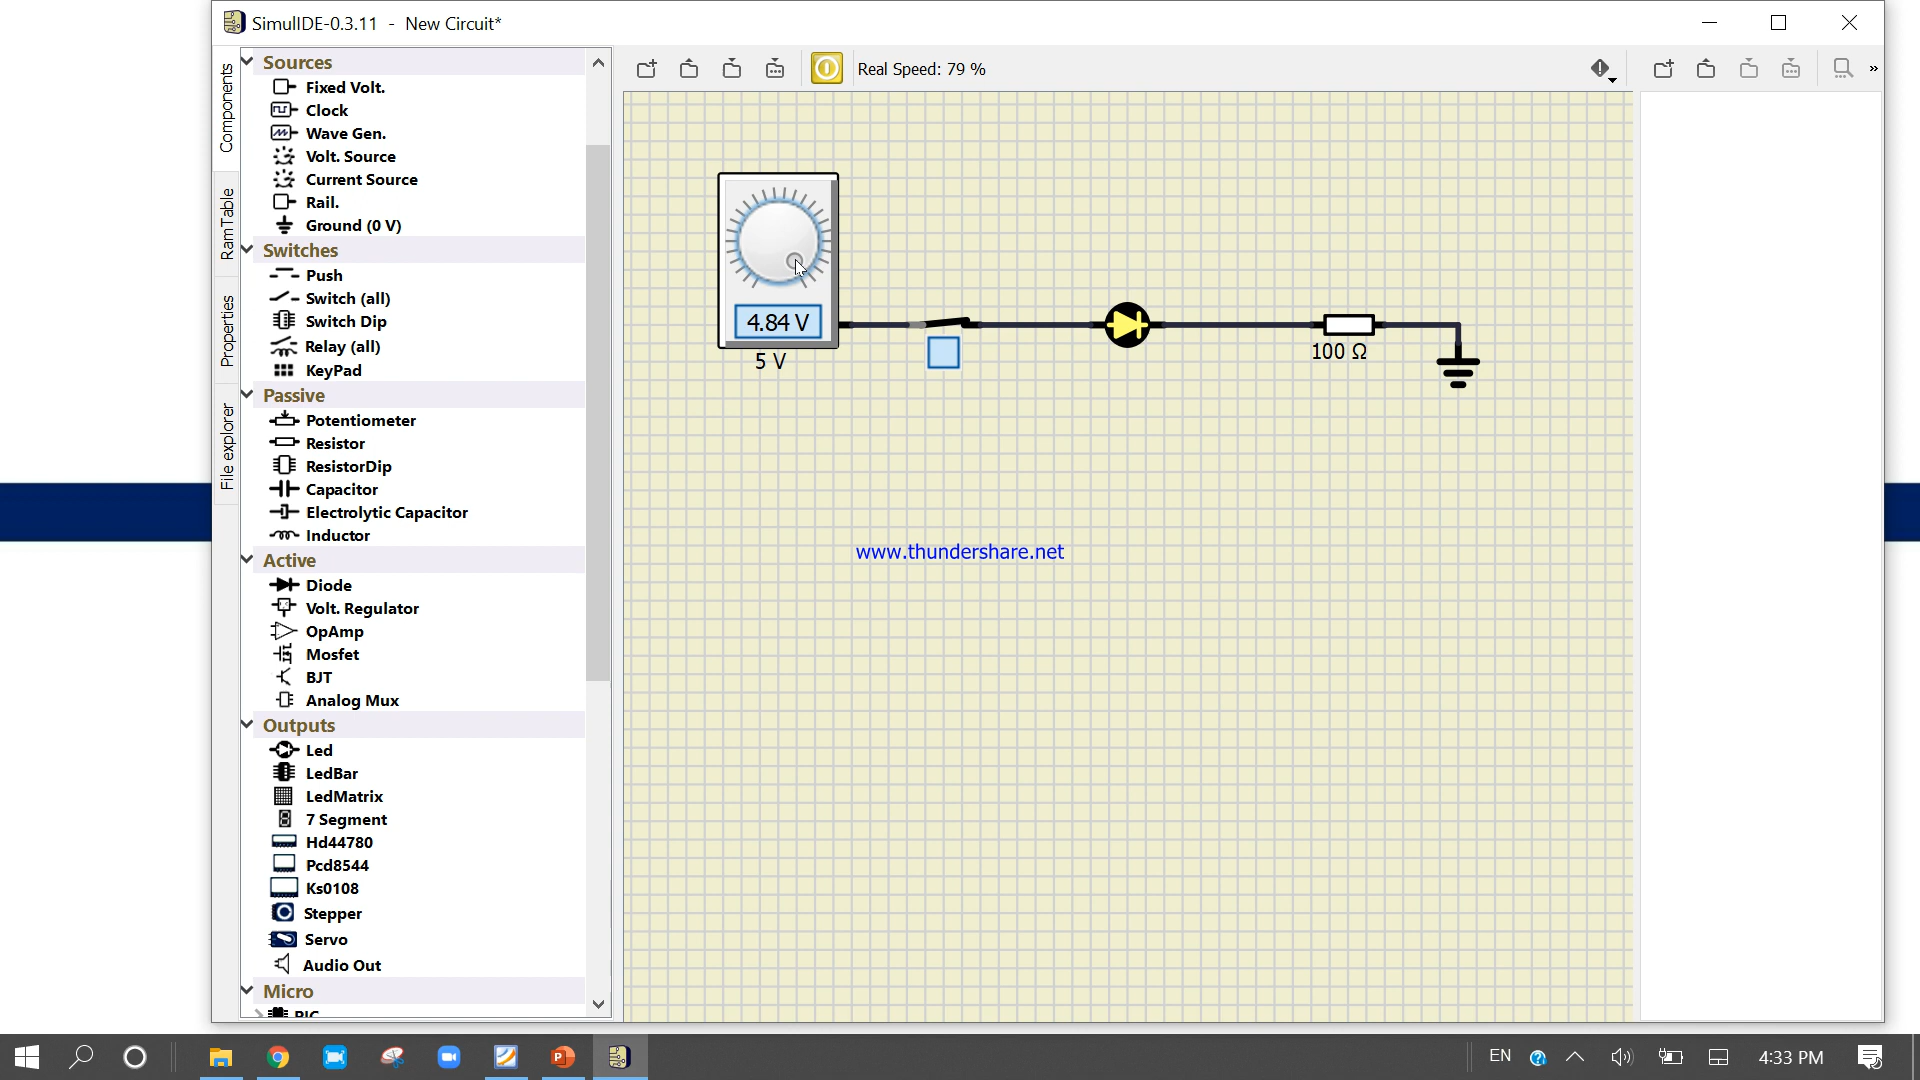 SimulIDE-0.3.11 - New Circuit*
Components
RamTable
Properties
File explorer
Sources
Fixed Volt.
Clock
Wave Gen.
Volt. Source
Current Source
Rail.
Ground (0 V)
Switches
Push
Switch (all)
Switch Dip
Relay (all)
KeyPad
Passive
Potentiometer
Resistor
ResistorDip
Capacitor
Electrolytic Capacitor
Inductor
Active
Diode
Volt. Regulator
OpAmp
Mosfet
BJT
Analog Mux
Outputs
Led
LedBar
LedMatrix
7 Segment
Hd44780
Pcd8544
Ks0108
Stepper
Servo
Audio Out
Micro
PIC
Real Speed: 79 %
»
4.84 V
5 V
100 Ω
www.thundershare.net
EN
4:33 PM